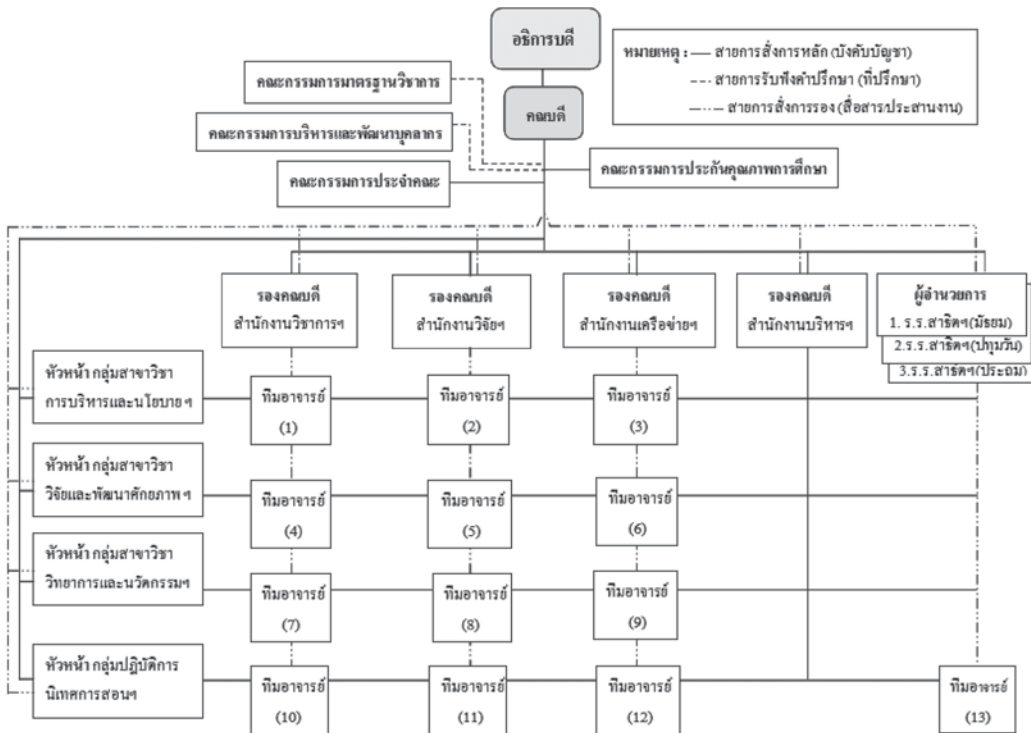 อธิการบดี
หมายเหตุ : สายการสั่งการหลัก (บังคับบัญชา)
สายการรับฟังคำปรึกษา (ที่ปรึกษา)
สายการสั่งการรอง (สื่อสาร/ประสานงาน)
คณะกรรมการมาตรฐานวิชาการ
คณบดี
คณะกรรมการบริหารและพัฒนาบุคลากร
คณะกรรมการประจำคณะ
คณะกรรมการประกันคุณภาพการศึกษา
รองคณบดี
สำนักงานวิชาการฯ
รองคณบดี
สำนักงานวิจัยฯ
รองคณบดี
สำนักงานเครือข่ายฯ
รองคณบดี
สำนักงานบริหารฯ
ผู้อำนวยการ
1. ร.ร.สาธิตฯ(มัธยม)
2.ร.ร.สาธิตฯ(ปทุมวัน)
3.ร.ร.สาธิตฯ(ประถม)
หัวหน้า กลุ่มสาขาวิชา
การบริหารและนโยบายฯ
ทีมอาจารย์
(1)
ทีมอาจารย์
(2)
ทีมอาจารย์
(3)
หัวหน้า กลุ่มสาขาวิชา
วิจัยและพัฒนาศักยภาพฯ
ทีมอาจารย์
(4)
ทีมอาจารย์
(5)
ทีมอาจารย์
(6)
หัวหน้า กลุ่มสาขาวิชา
วิทยาการและนวัตกรรมฯ
ทีมอาจารย์
(7)
ทีมอาจารย์
(8)
ทีมอาจารย์
(9)
หัวหน้า กลุ่มปฏิบัติการ
นิเทศการสอนฯ
ทีมอาจารย์
(10)
ทีมอาจารย์
(11)
ทีมอาจารย์
(12)
ทีมอาจารย์
(13)